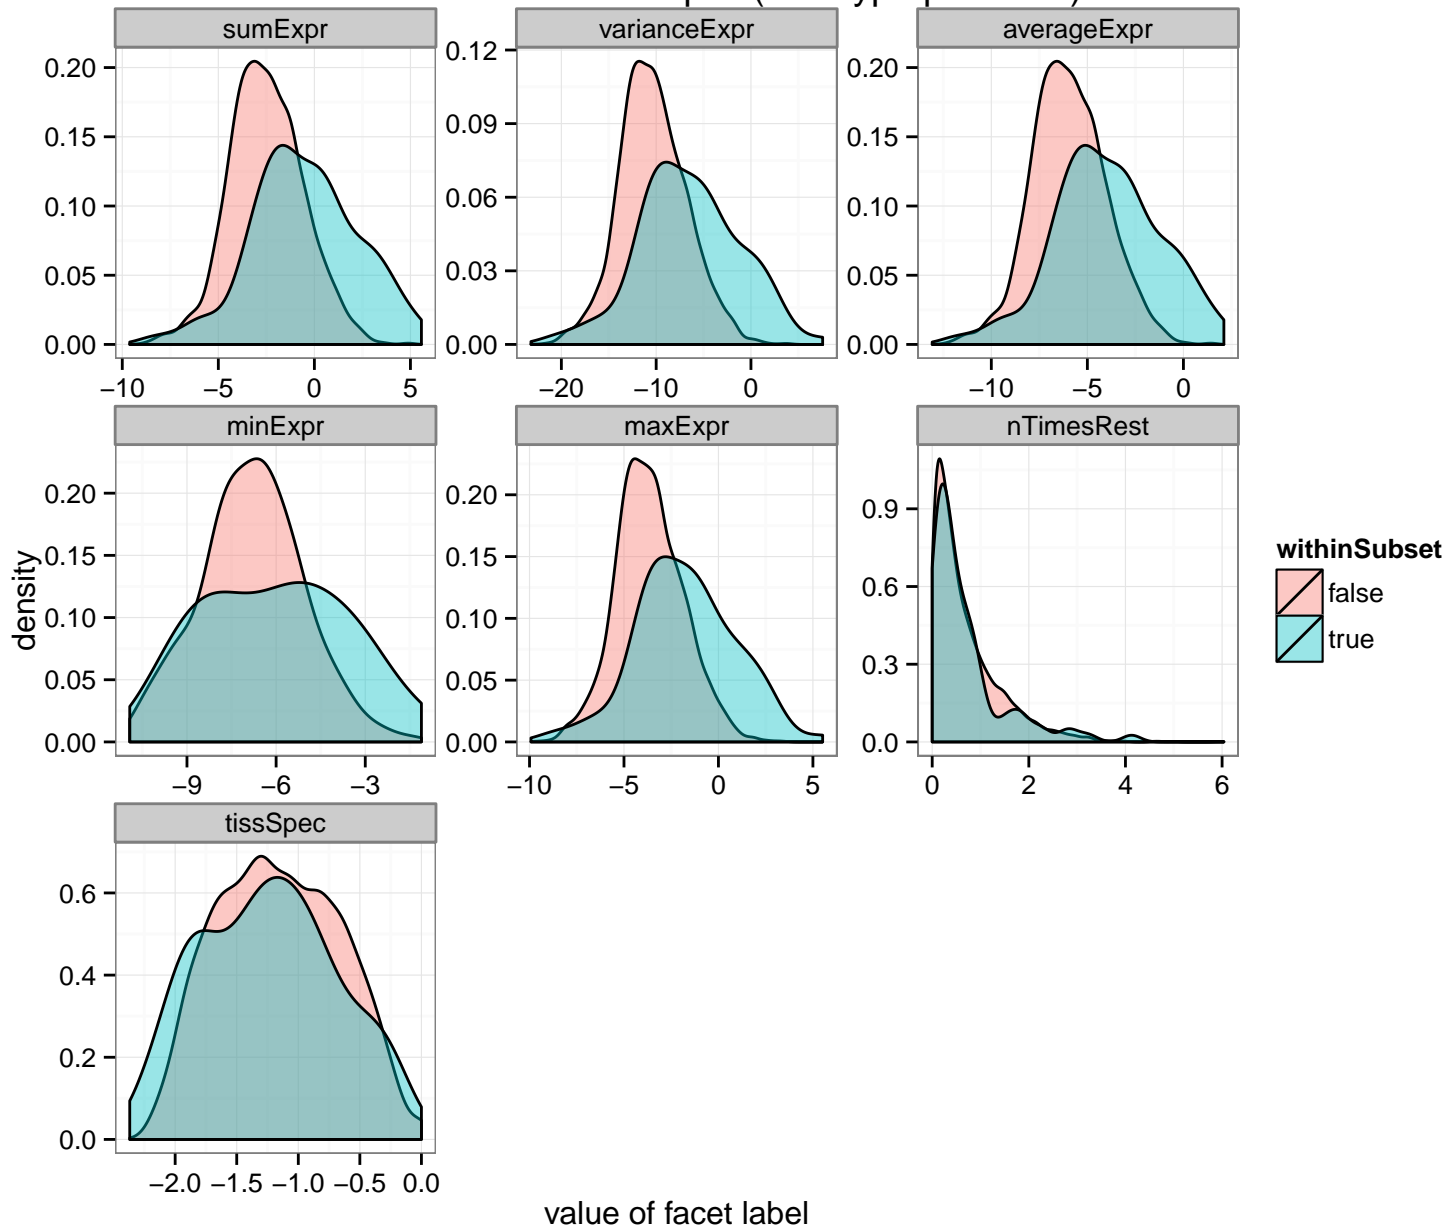 sumExpr varianceExpr averageExpr
0.20 0.15 0.10 0.05 0.00
−10 −5 0 5
0.12 0.09 0.06 0.03 0.00
−20 −10 0
0.20 0.15 0.10 0.05 0.00
−10 −5 0
minExpr maxExpr nTimesRest
0.20 0.15 0.10 0.05 0.00
−9 −6 −3
0.20 0.15 0.10 0.05 0.00
−10 −5 0 5
0.9 0.6 0.3 0.0
0 2 4 6
density
withinSubset
false
true
tissSpec
0.6 0.4 0.2 0.0
−2.0 −1.5 −1.0 −0.5 0.0
value of facet label